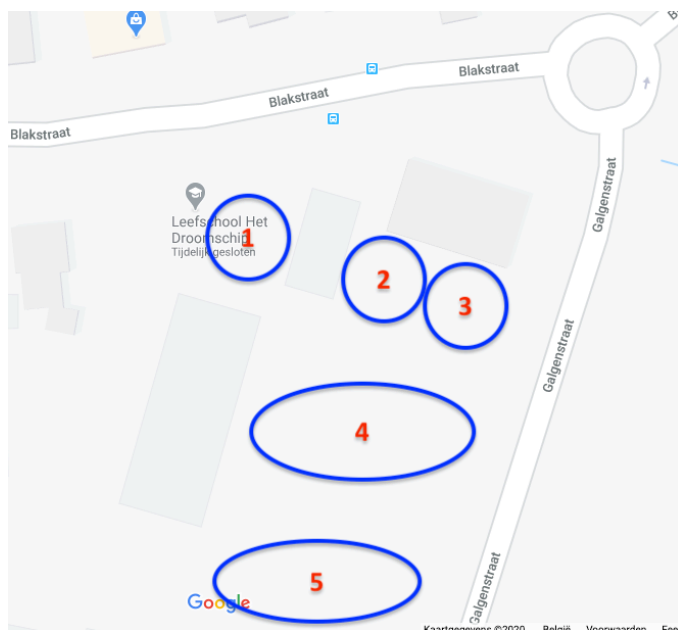 Blakstraat
Blakstraat
Blakstraat
Galgenstraat
Leefschool Het
Droomschip
Tijdelijk gesloten
1
2
3
Galgenstraat
4
5
Google
Galgenstraat
Kaartgegevens ©2020 België Voorwaarden